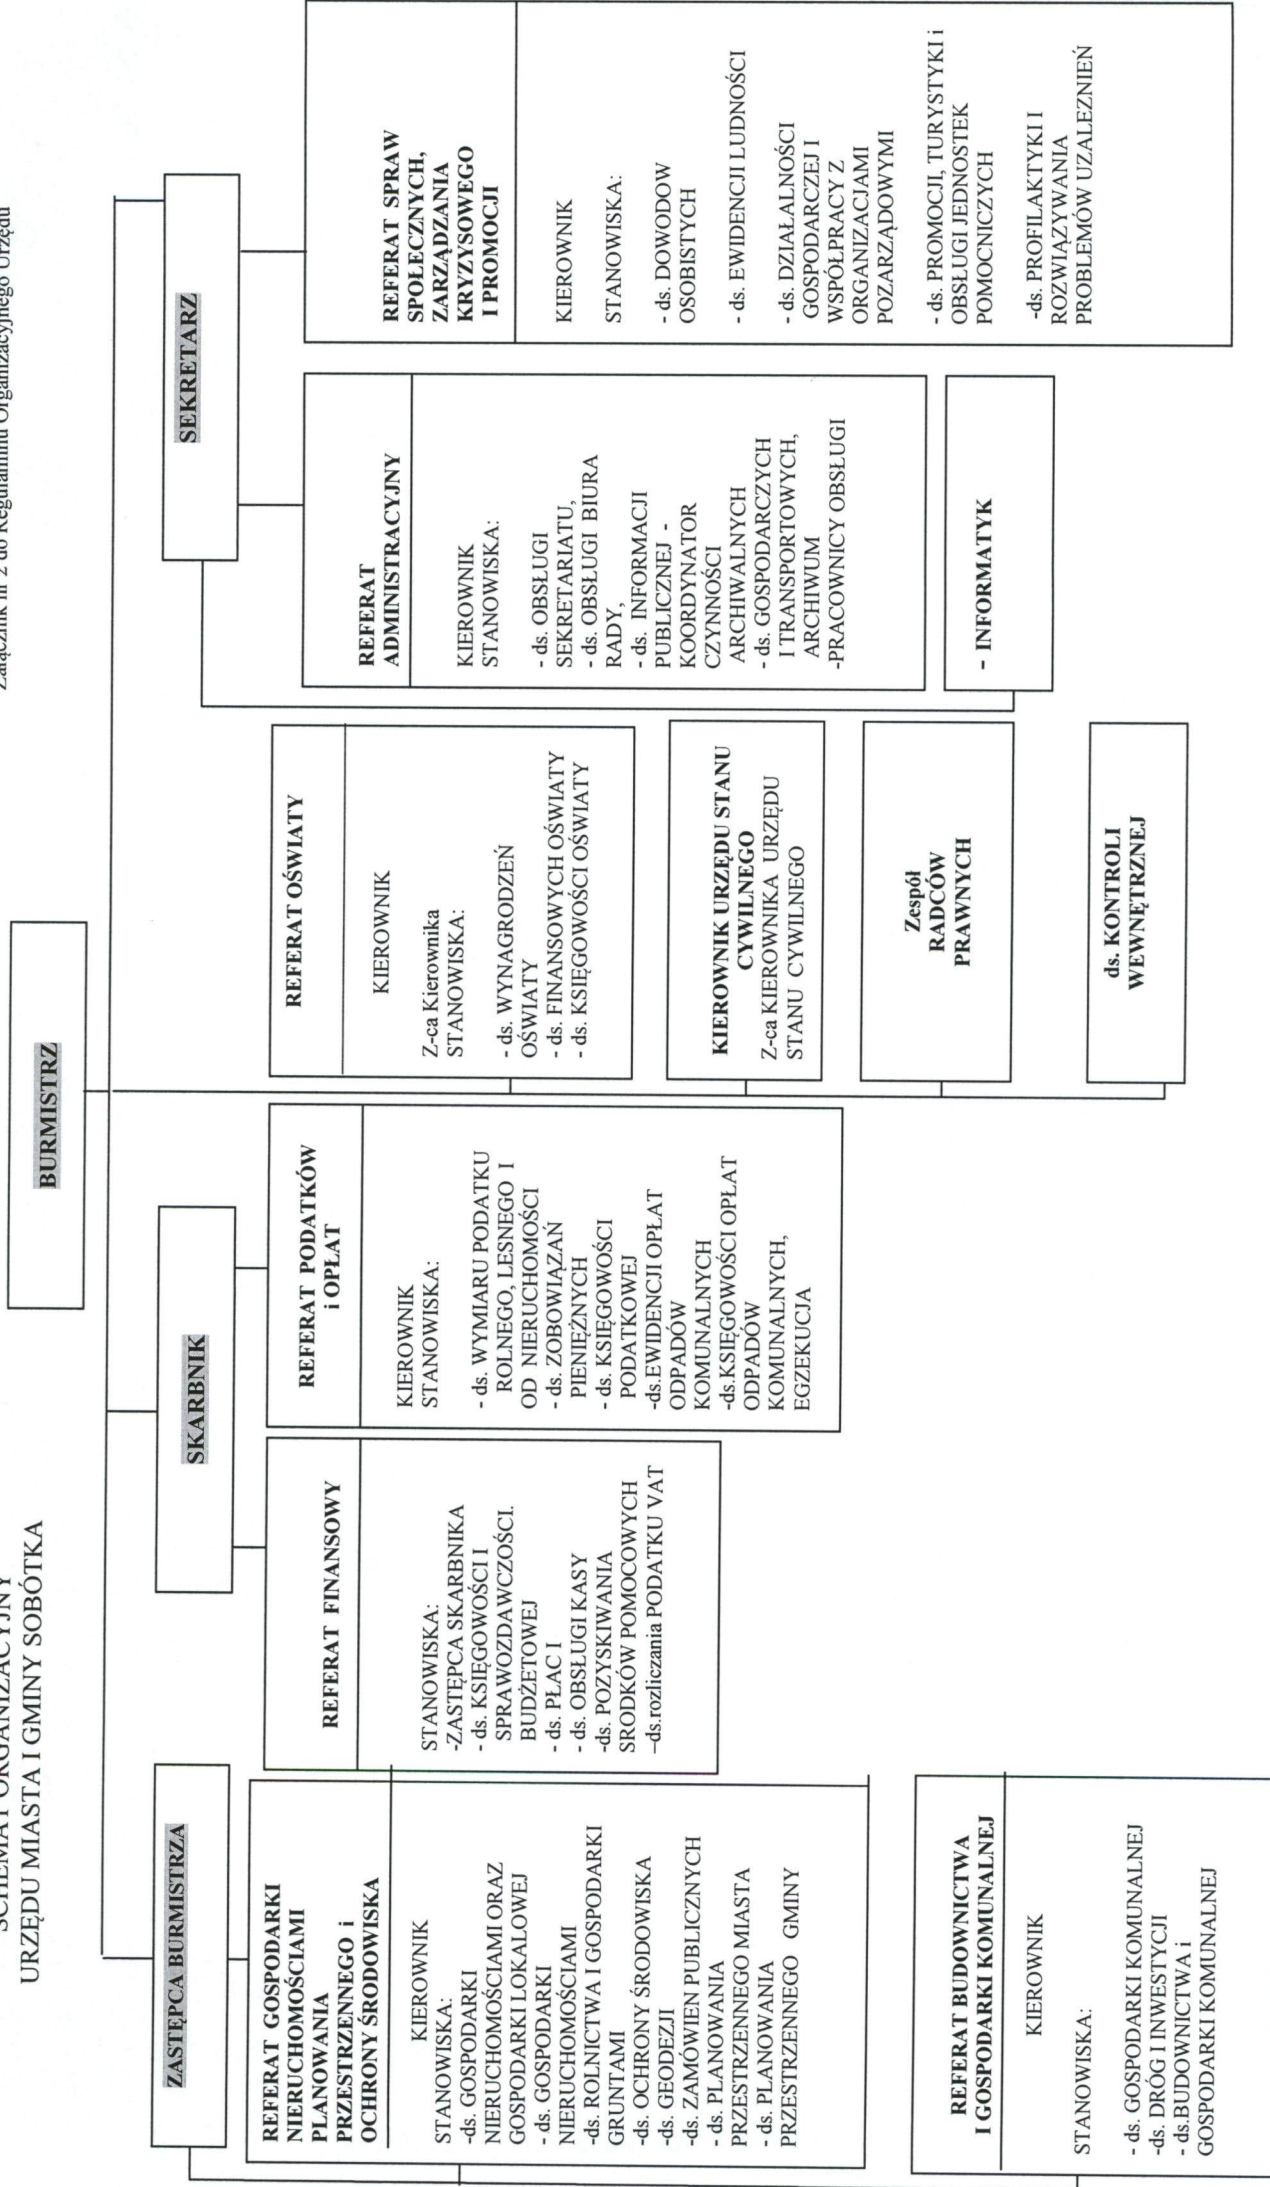 Załącznik nr 2 do Regulaminu Organizacyjnego Urzędu
SCHEMAT ORGANIZACYJNY
URZĘDU MIASTA I GMINY SOBÓTKA
BURMISTRZ
ZASTĘPCA BURMISTRZA
SKARBNIK
SEKRETARZ
REFERAT GOSPODARKI
NIERUCHOMOŚCIAMI
PLANOWANIA
PRZESTRZENNEGO i
OCHRONY ŚRODOWISKA
KIEROWNIK
STANOWISKA:
-ds. GOSPODARKI
NIERUCHOMOŚCIAMI ORAZ
GOSPODARKI LOKALOWEJ
- ds. GOSPODARKI
NIERUCHOMOŚCIAMI
-ds. ROLNICTWA I GOSPODARKI
GRUNTAMI
-ds. OCHRONY ŚRODOWISKA
-ds. GEODEZJI
-ds. ZAMÓWIEN PUBLICZNYCH
- ds. PLANOWANIA
PRZESTRZENNEGO MIASTA
- ds. PLANOWANIA
PRZESTRZENNEGO GMINY
REFERAT BUDOWNICTWA
I GOSPODARKI KOMUNALNEJ
KIEROWNIK
STANOWISKA:
- ds. GOSPODARKI KOMUNALNEJ
-ds. DRÓG I INWESTYCJI
- ds.BUDOWNICTWA i
GOSPODARKI KOMUNALNEJ
REFERAT FINANSOWY
STANOWISKA:
-ZASTĘPCA SKARBNIKA
- ds. KSIĘGOWOŚCI I
SPRAWOZDAWCZOŚCI.
BUDŻETOWEJ
- ds. PŁAC I
- ds. OBSŁUGI KASY
-ds. POZYSKIWANIA
SRODKÓW POMOCOWYCH
–ds.rozliczania PODATKU VAT
REFERAT PODATKÓW
i OPŁAT
KIEROWNIK
STANOWISKA:
- ds. WYMIARU PODATKU
ROLNEGO, LESNEGO I
OD NIERUCHOMOŚCI
- ds. ZOBOWIĄZAŃ
PIENIĘŻNYCH
- ds. KSIĘGOWOŚCI
PODATKOWEJ
-ds.EWIDENCJI OPŁAT
ODPADÓW
KOMUNALNYCH
-ds.KSIĘGOWOŚCI OPŁAT
ODPADÓW
KOMUNALNYCH,
EGZEKUCJA
REFERAT OŚWIATY
KIEROWNIK
Z-ca Kierownika
STANOWISKA:
- ds. WYNAGRODZEŃ
OŚWIATY
- ds. FINANSOWYCH OŚWIATY
- ds. KSIĘGOWOŚCI OŚWIATY
KIEROWNIK URZĘDU STANU
CYWILNEGO
Z-ca KIEROWNIKA URZĘDU
STANU CYWILNEGO
Zespół
RADCÓW
PRAWNYCH
ds. KONTROLI
WEWNĘTRZNEJ
REFERAT
ADMINISTRACYJNY
KIEROWNIK
STANOWISKA:
- ds. OBSŁUGI
SEKRETARIATU,
- ds. OBSŁUGI BIURA
RADY,
- ds. INFORMACJI
PUBLICZNEJ -
KOORDYNATOR
CZYNNOŚCI
ARCHIWALNYCH
- ds. GOSPODARCZYCH
I TRANSPORTOWYCH,
ARCHIWUM
-PRACOWNICY OBSŁUGI
- INFORMATYK
REFERAT SPRAW
SPOŁECZNYCH,
ZARZĄDZANIA
KRYZYSOWEGO
I PROMOCJI
KIEROWNIK
STANOWISKA:
- ds. DOWODOW
OSOBISTYCH
- ds. EWIDENCJI LUDNOŚCI
- ds. DZIAŁALNOŚCI
GOSPODARCZEJ I
WSPÓŁPRACY Z
ORGANIZACJAMI
POZARZĄDOWYMI
- ds. PROMOCJI, TURYSTYKI i
OBSŁUGI JEDNOSTEK
POMOCNICZYCH
-ds. PROFILAKTYKI I
ROZWIĄZYWANIA
PROBLEMÓW UZALEZNIEŃ